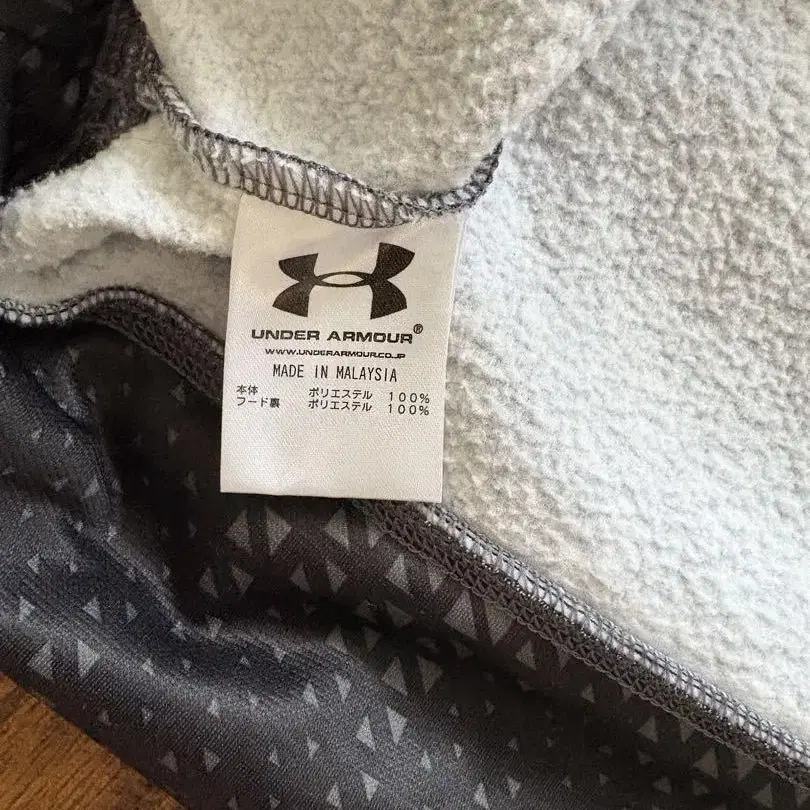 UNDER ARMOUR®
WWW.UNDERARMOUR.CO.JP
MADE IN MALAYSIA
本体 ポリエステル 100%
フード裏 ポリエステル 100%